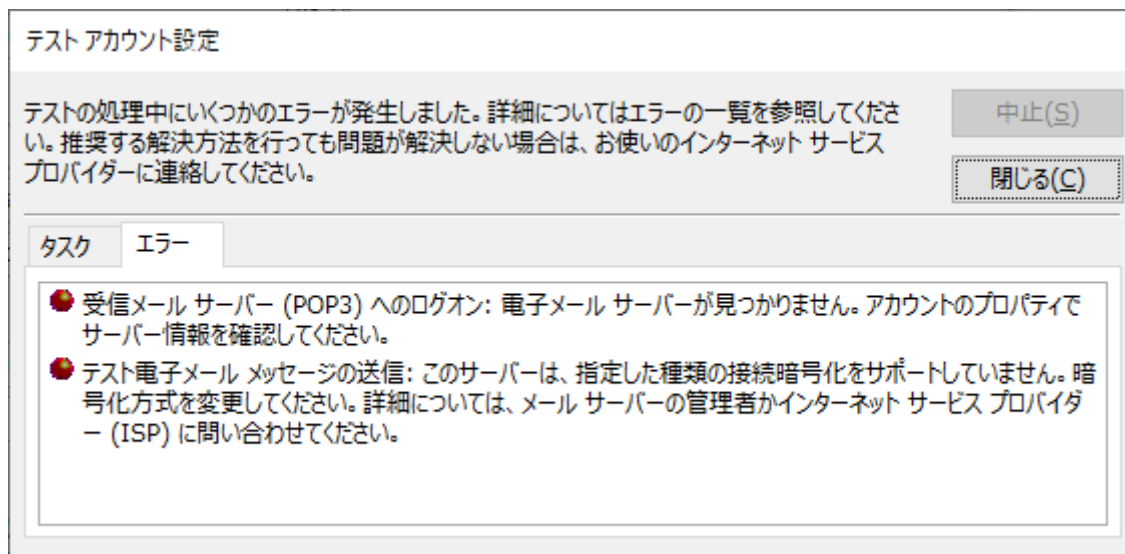 テスト アカウント設定
テストの処理中にいくつかのエラーが発生しました。詳細についてはエラーの一覧を参照してくださ
い。推奨する解決方法を行っても問題が解決しない場合は、お使いのインターネット サービス
プロバイダーに連絡してください。
中止(S)
閉じる(C)
タスク
エラー
受信メール サーバー (POP3) へのログオン: 電子メール サーバーが見つかりません。アカウントのプロパティで
サーバー情報を確認してください。
テスト電子メール メッセージの送信: このサーバーは、指定した種類の接続暗号化をサポートしていません。暗
号化方式を変更してください。詳細については、メール サーバーの管理者かインターネット サービス プロバイダ
ー (ISP) に問い合わせてください。